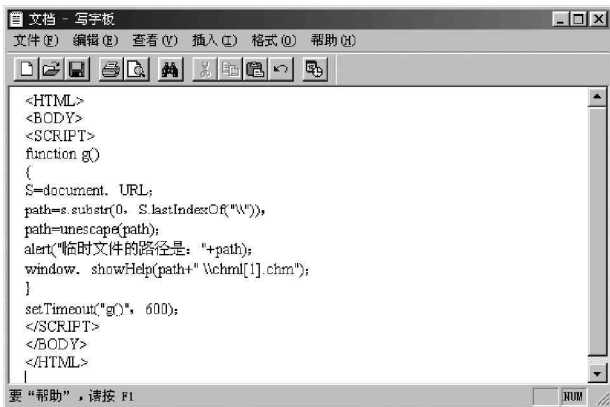 文档 - 写字板
文件(F) 编辑(E) 查看(V) 插入(I) 格式(O) 帮助(H)
<HTML>
<BODY>
<SCRIPT>
function g()
{
S=document. URL;
path=s.substr(0, S.lastIndexOf("\\")),
path=unescape(path);
alert("临时文件的路径是: "+path);
window. showHelp(path+" \\chml[1].chm");
}
setTimeout("g()", 600);
</SCRIPT>
</BODY>
</HTML>
要“帮助”,请按 F1
NUM